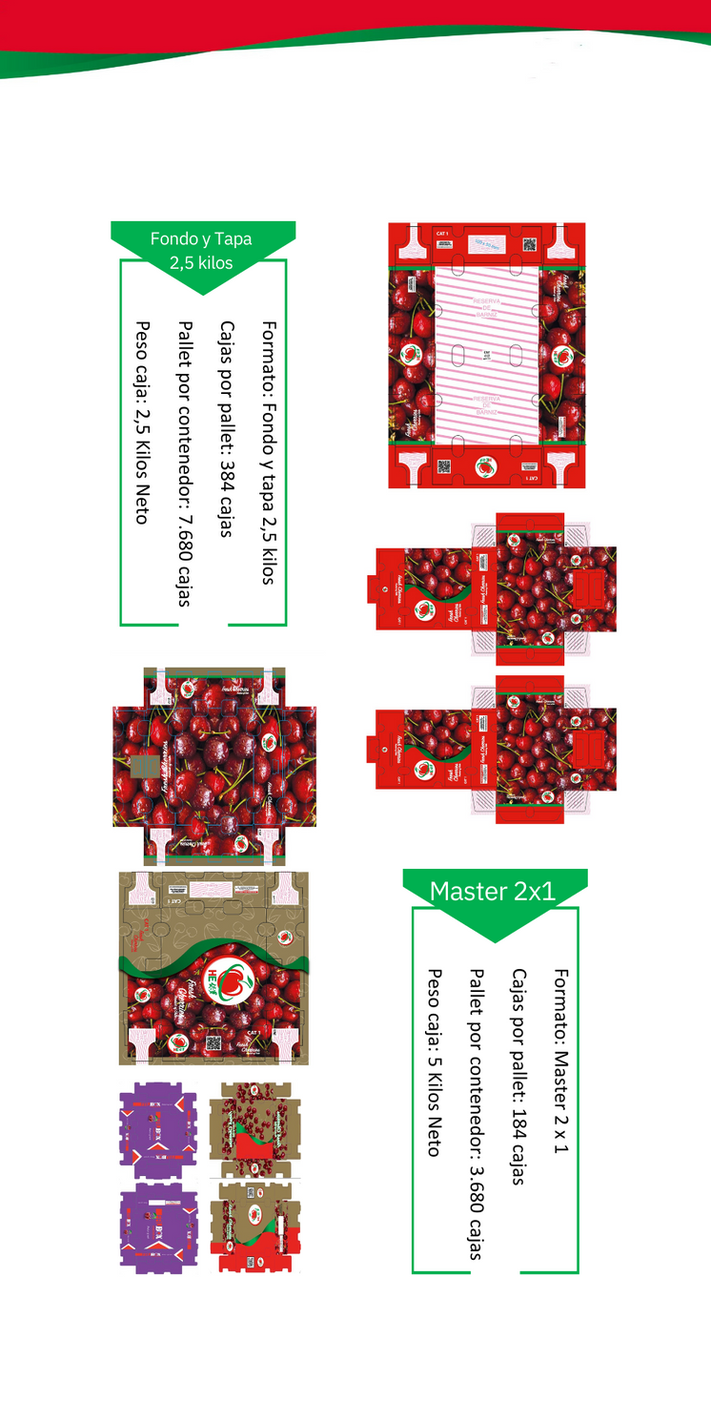 Fondo y Tapa
2,5 kilos
Formato: Fondo y tapa 2,5 kilos
Cajas por pallet: 384 cajas
Pallet por contenedor: 7.680 cajas
Peso caja: 2,5 Kilos Neto
CAT 1
RESERVA
DE
BARNIZ
RESERVA
DE
BARNIZ
CAT 1
Fresh
Cherries
CAT 1
CAT 1
Master 2x1
Formato: Master 2 x 1
Cajas por pallet: 184 cajas
Pallet por contenedor: 3.680 cajas
Peso caja: 5 Kilos Neto